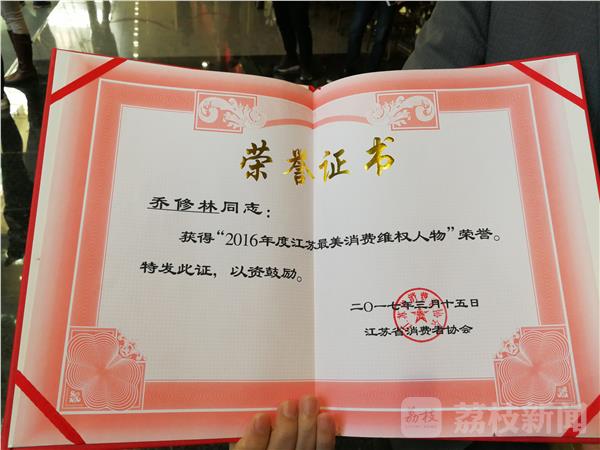 荣誉证书
乔修林同志：
获得“2016年度江苏最美消费维权人物”荣誉。
特发此证，以资鼓励。
二〇一七年三月十五日
江苏省消费者协会
荔枝
荔枝新闻